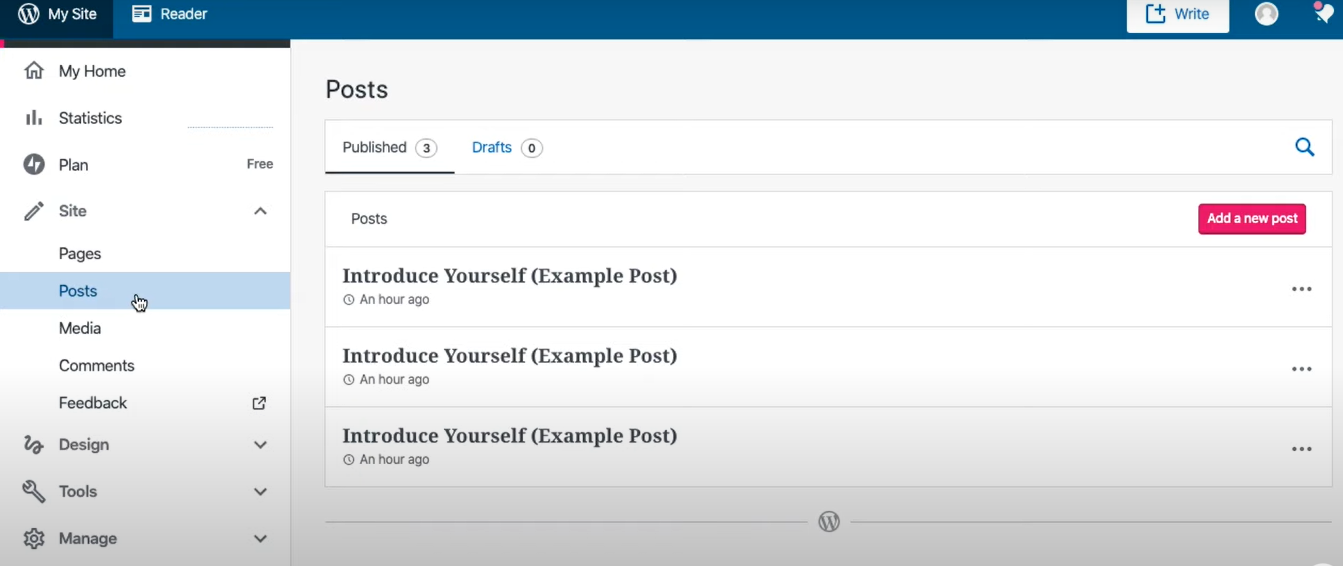 My Site
Reader
Write
My Home
Statistics
Plan
Free
Site
Pages
Posts
Media
Comments
Feedback
Design
Tools
Manage
Posts
Published 3
Drafts 0
Posts
Add a new post
Introduce Yourself (Example Post)
An hour ago
Introduce Yourself (Example Post)
An hour ago
Introduce Yourself (Example Post)
An hour ago